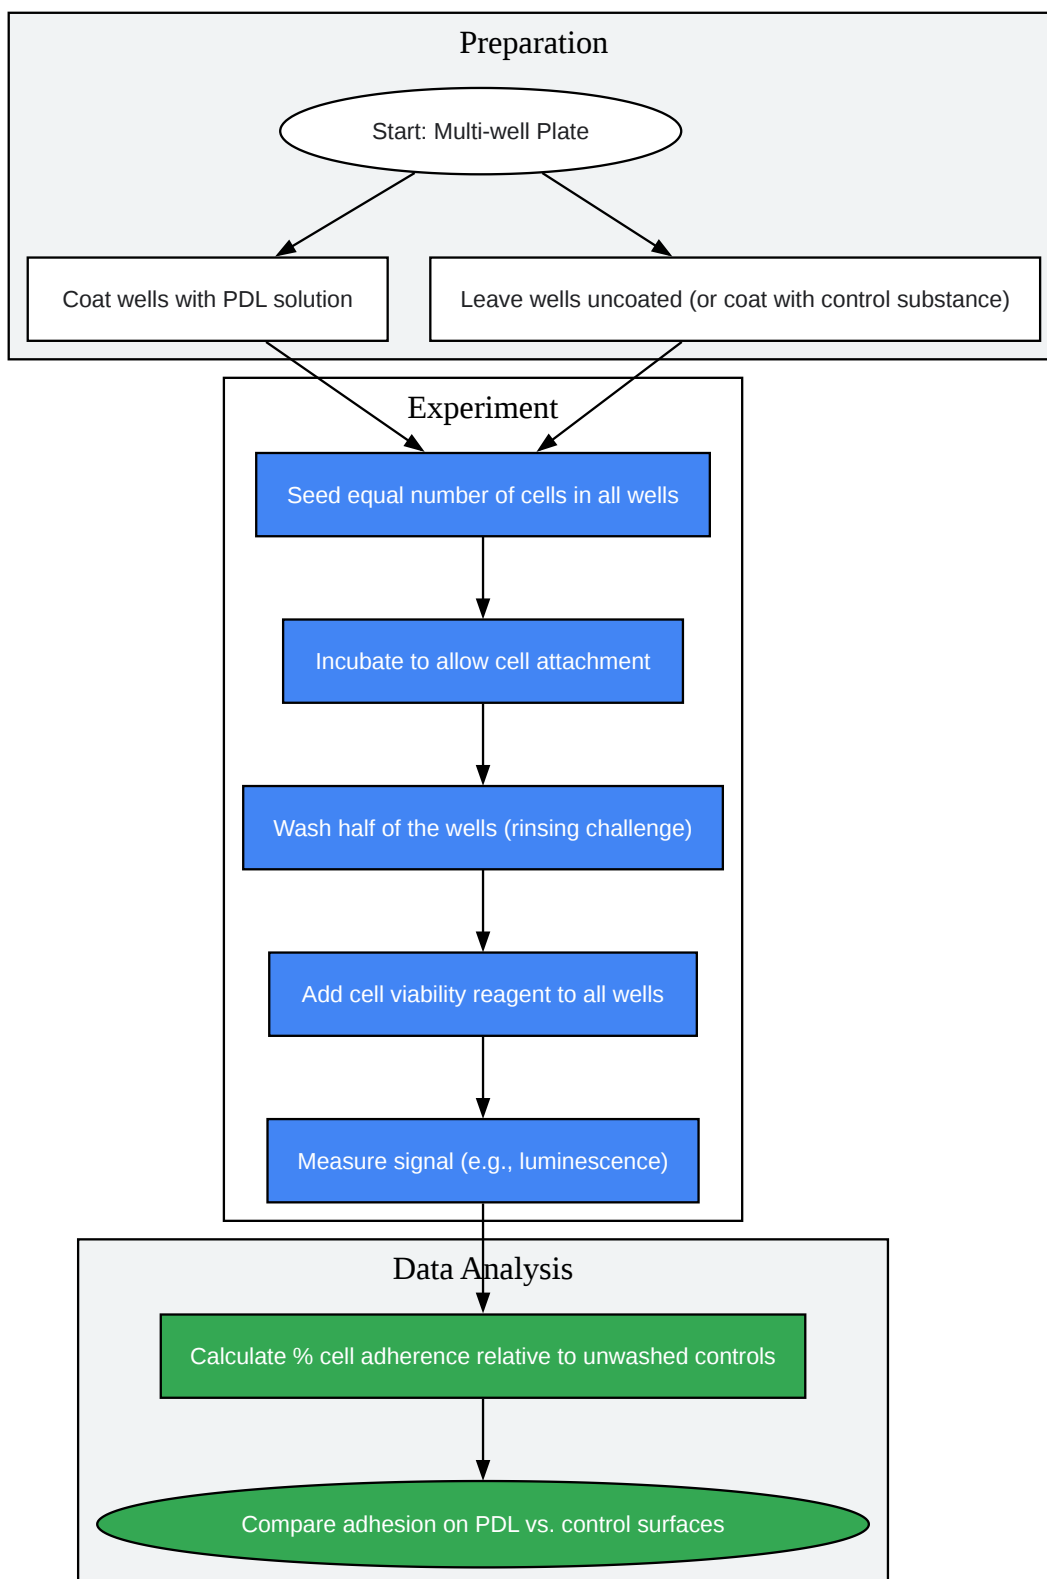 Preparation
Start: Multi-well Plate
Coat wells with PDL solution
Leave wells uncoated (or coat with control substance)
Experiment
Seed equal number of cells in all wells
Incubate to allow cell attachment
Wash half of the wells (rinsing challenge)
Add cell viability reagent to all wells
Measure signal (e.g., luminescence)
Data Analysis
Calculate % cell adherence relative to unwashed controls
Compare adhesion on PDL vs. control surfaces